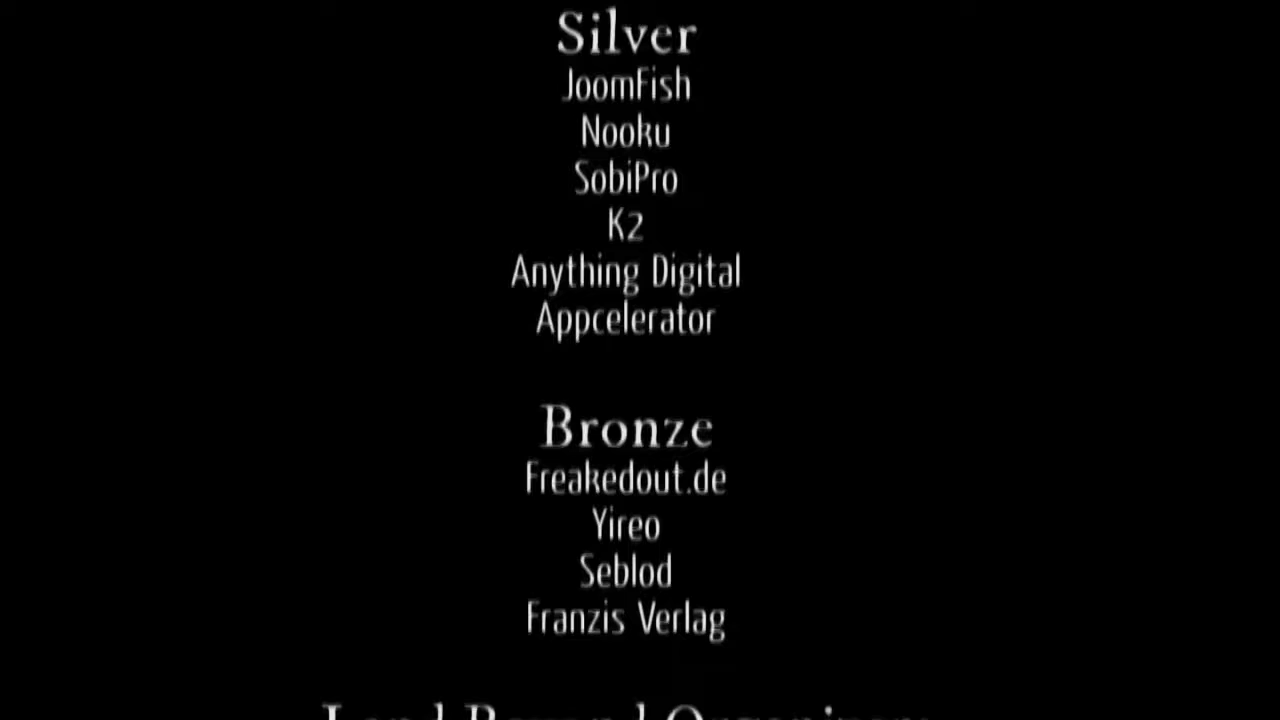 Silver
JoomFish
Nooku
SobiPro
K2
Anything Digital
Appcelerator
Bronze
Freakedout.de
Yireo
Seblod
Franzis Verlag